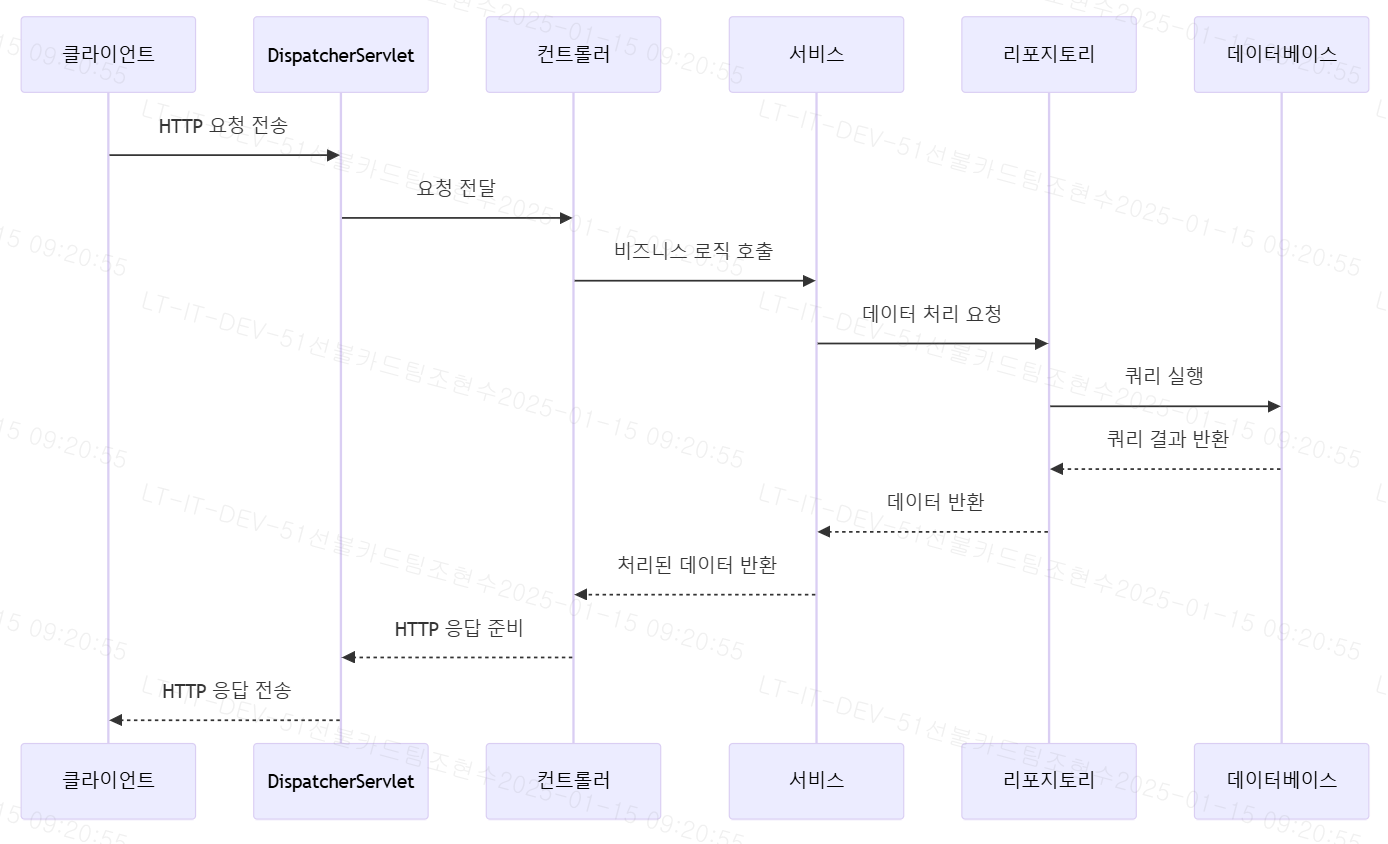 클라이언트
DispatcherServlet
컨트롤러
서비스
리포지토리
데이터베이스
HTTP 요청 전송
요청 전달
비즈니스 로직 호출
데이터 처리 요청
쿼리 실행
쿼리 결과 반환
데이터 반환
처리된 데이터 반환
HTTP 응답 준비
HTTP 응답 전송
클라이언트
DispatcherServlet
컨트롤러
서비스
리포지토리
데이터베이스
LT-IT-DEV-51선불카드팀조현수2025-01-15 09:20:55